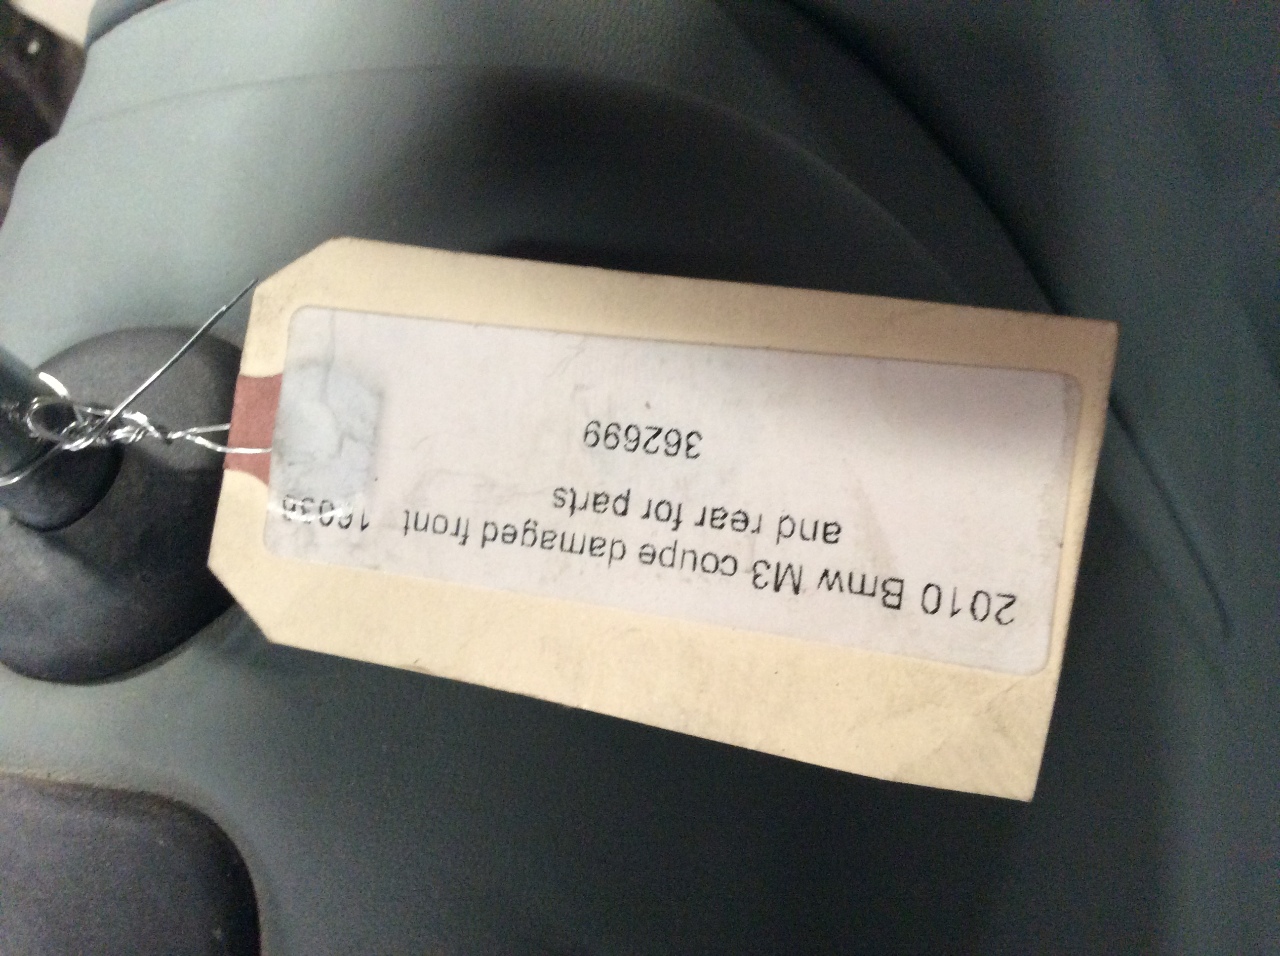 2010 Bmw M3 coupe damaged front
and rear for parts
362699